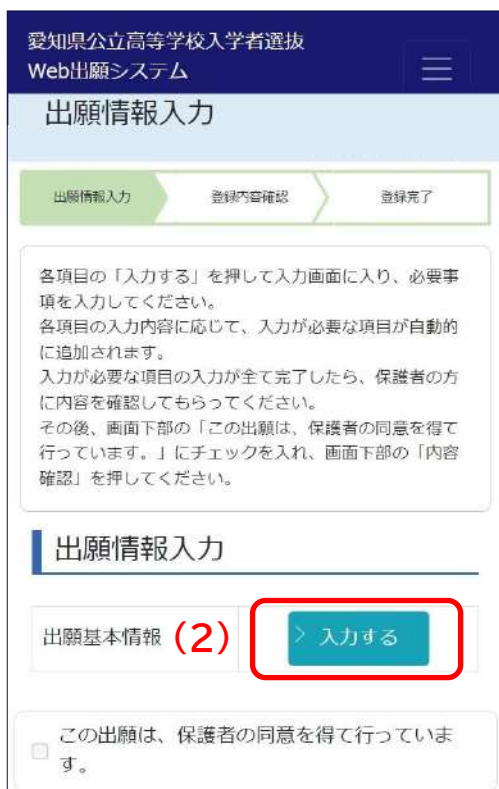 愛知県公立高等学校入学者選抜
Web出願システム
出願情報入力
出願情報入力 登録内容確認 登録完了
各項目の「入力する」を押して入力画面に入り、必要事
項を入力してください。
各項目の入力内容に応じて、入力が必要な項目が自動的
に追加されます。
入力が必要な項目の入力が全て完了したら、保護者の方
に内容を確認してもらってください。
その後、画面下部の「この出願は、保護者の同意を得て
行っています。」にチェックを入れ、画面下部の「内容
確認」を押してください。
出願情報入力
出願基本情報 (2) > 入力する
この出願は、保護者の同意を得て行っていま
す。